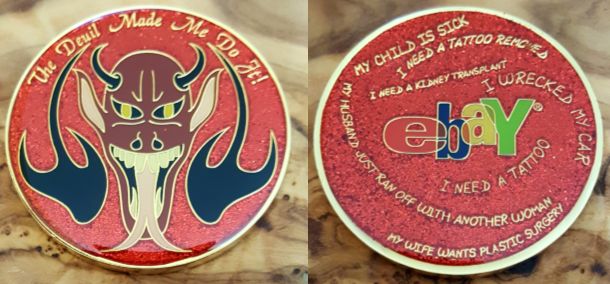 The Devil Made Me Do It!
MY CHILD IS SICK
I NEED A TATTOO REMOVED
I NEED A KIDNEY TRANSPLANT
I WRECKED MY CAR
MY HUSBAND JUST RAN OFF WITH ANOTHER WOMAN
ebaY®
I NEED A TATTOO
MY WIFE WANTS PLASTIC SURGERY